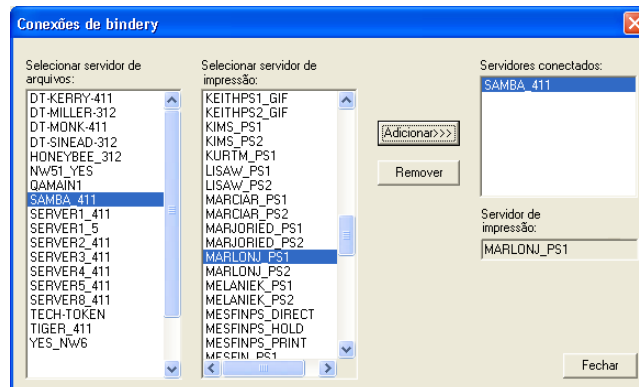 Conexões de bindery
Selecionar servidor de
arquivos:
DT-KERRY-411
DT-MILLER-312
DT-MONK-411
DT-SINEAD-312
HONEYBEE_312
NW51_YES
QAMAIN1
SAMBA_411
SERVER1_411
SERVER1_5
SERVER2_411
SERVER3_411
SERVER4_411
SERVER5_411
SERVER8_411
TECH-TOKEN
TIGER_411
YES_NW6
Selecionar servidor de
impressão:
KEITHPS1_GIF
KEITHPS2_GIF
KIMS_PS1
KIMS_PS2
KURTM_PS1
LISAW_PS1
LISAW_PS2
MARCIAR_PS1
MARCIAR_PS2
MARJORIED_PS1
MARJORIED_PS2
MARLONJ_PS1
MARLONJ_PS2
MELANIEK_PS1
MELANIEK_PS2
MESFINPS_DIRECT
MESFINPS_HOLD
MESFINPS_PRINT
MESFIN_PS1
Adicionar>>>
Remover
Servidores conectados:
SAMBA_411
Servidor de
impressão:
MARLONJ_PS1
Fechar